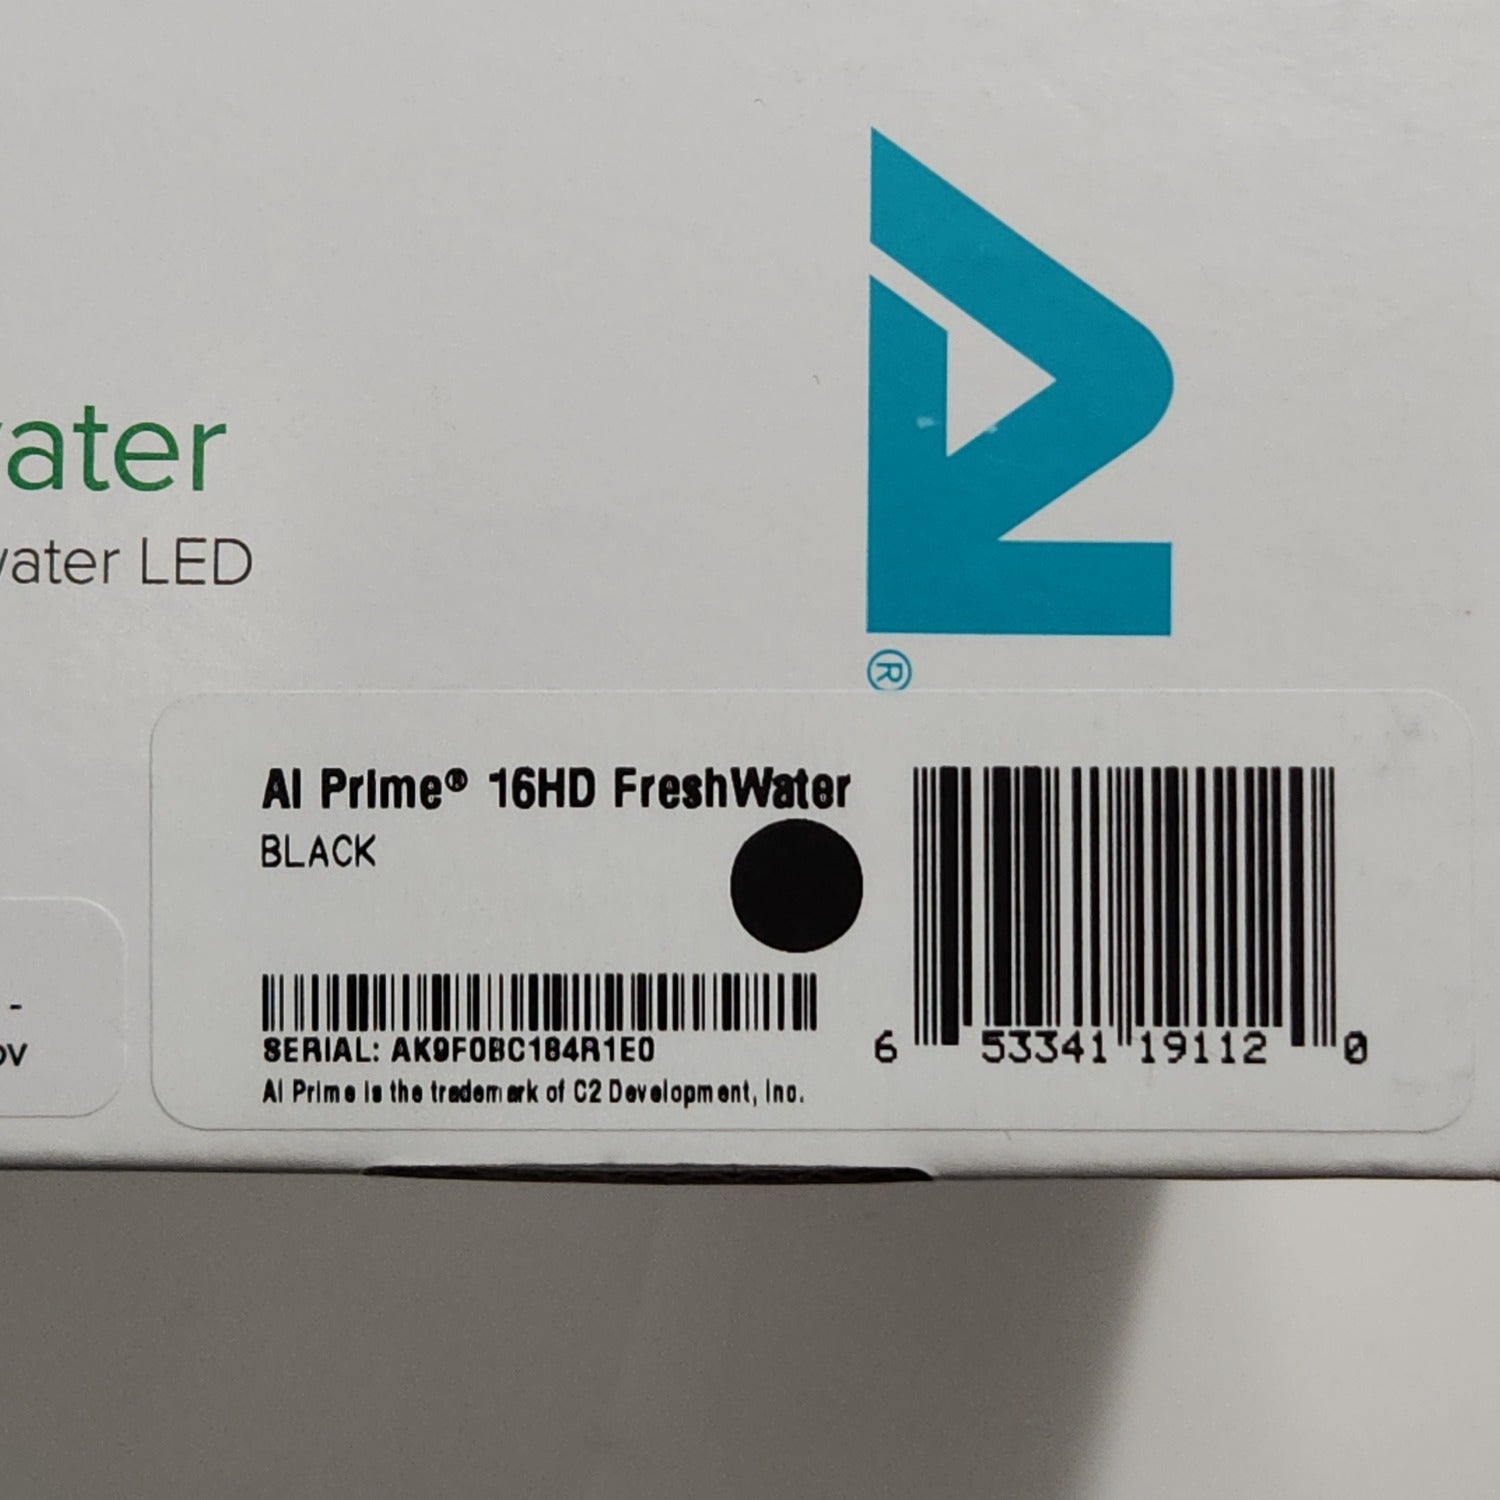 ater
water LED
®
AI Prime® 16HD FreshWater
BLACK
SERIAL: AK9F0BC184R1E0
AI Prime is the trademark of C2 Development, Inc.
6 53341 19112 0
-